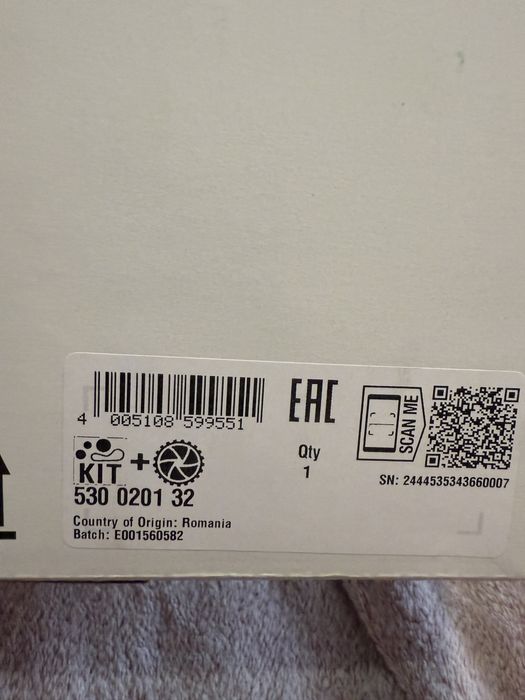 4 005108 599551
EAC
Qty
1
SCAN ME
SN: 2444535343660007
KIT +
530 0201 32
Country of Origin: Romania
Batch: E001560582